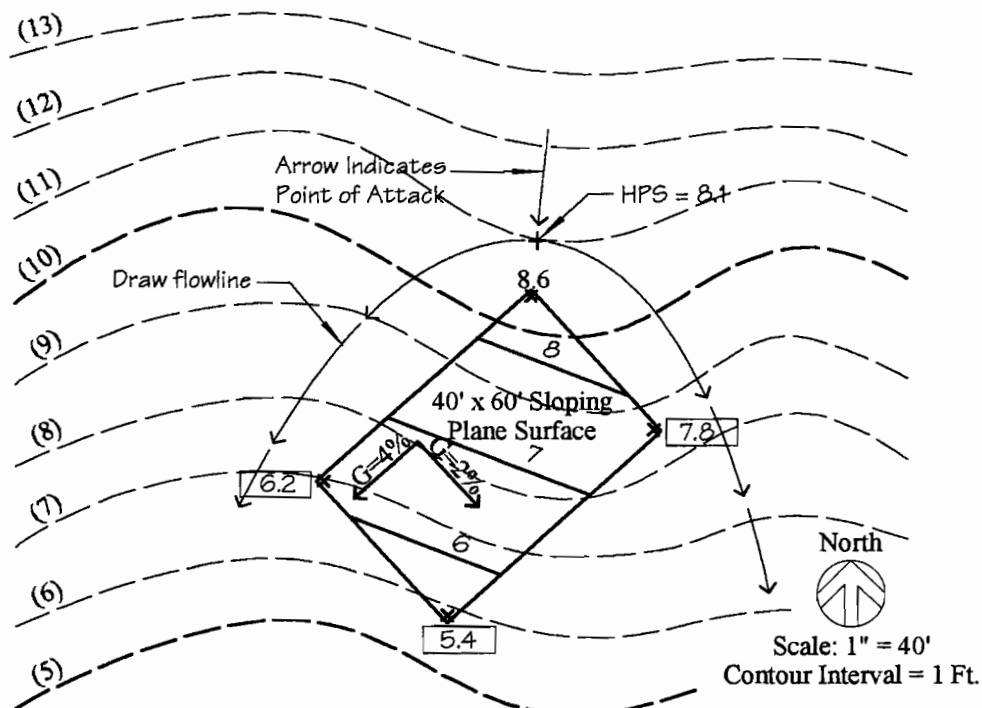 (13)
(12)
(11)
(10)
(9)
(8)
(7)
(6)
(5)
Arrow Indicates
Point of Attack
HPS = 8.1
Draw flowline
8.6
8
40' x 60' Sloping
Plane Surface
7
7.8
G=4%
G=2%
6.2
6
5.4
North
Scale: 1" = 40'
Contour Interval = 1 Ft.